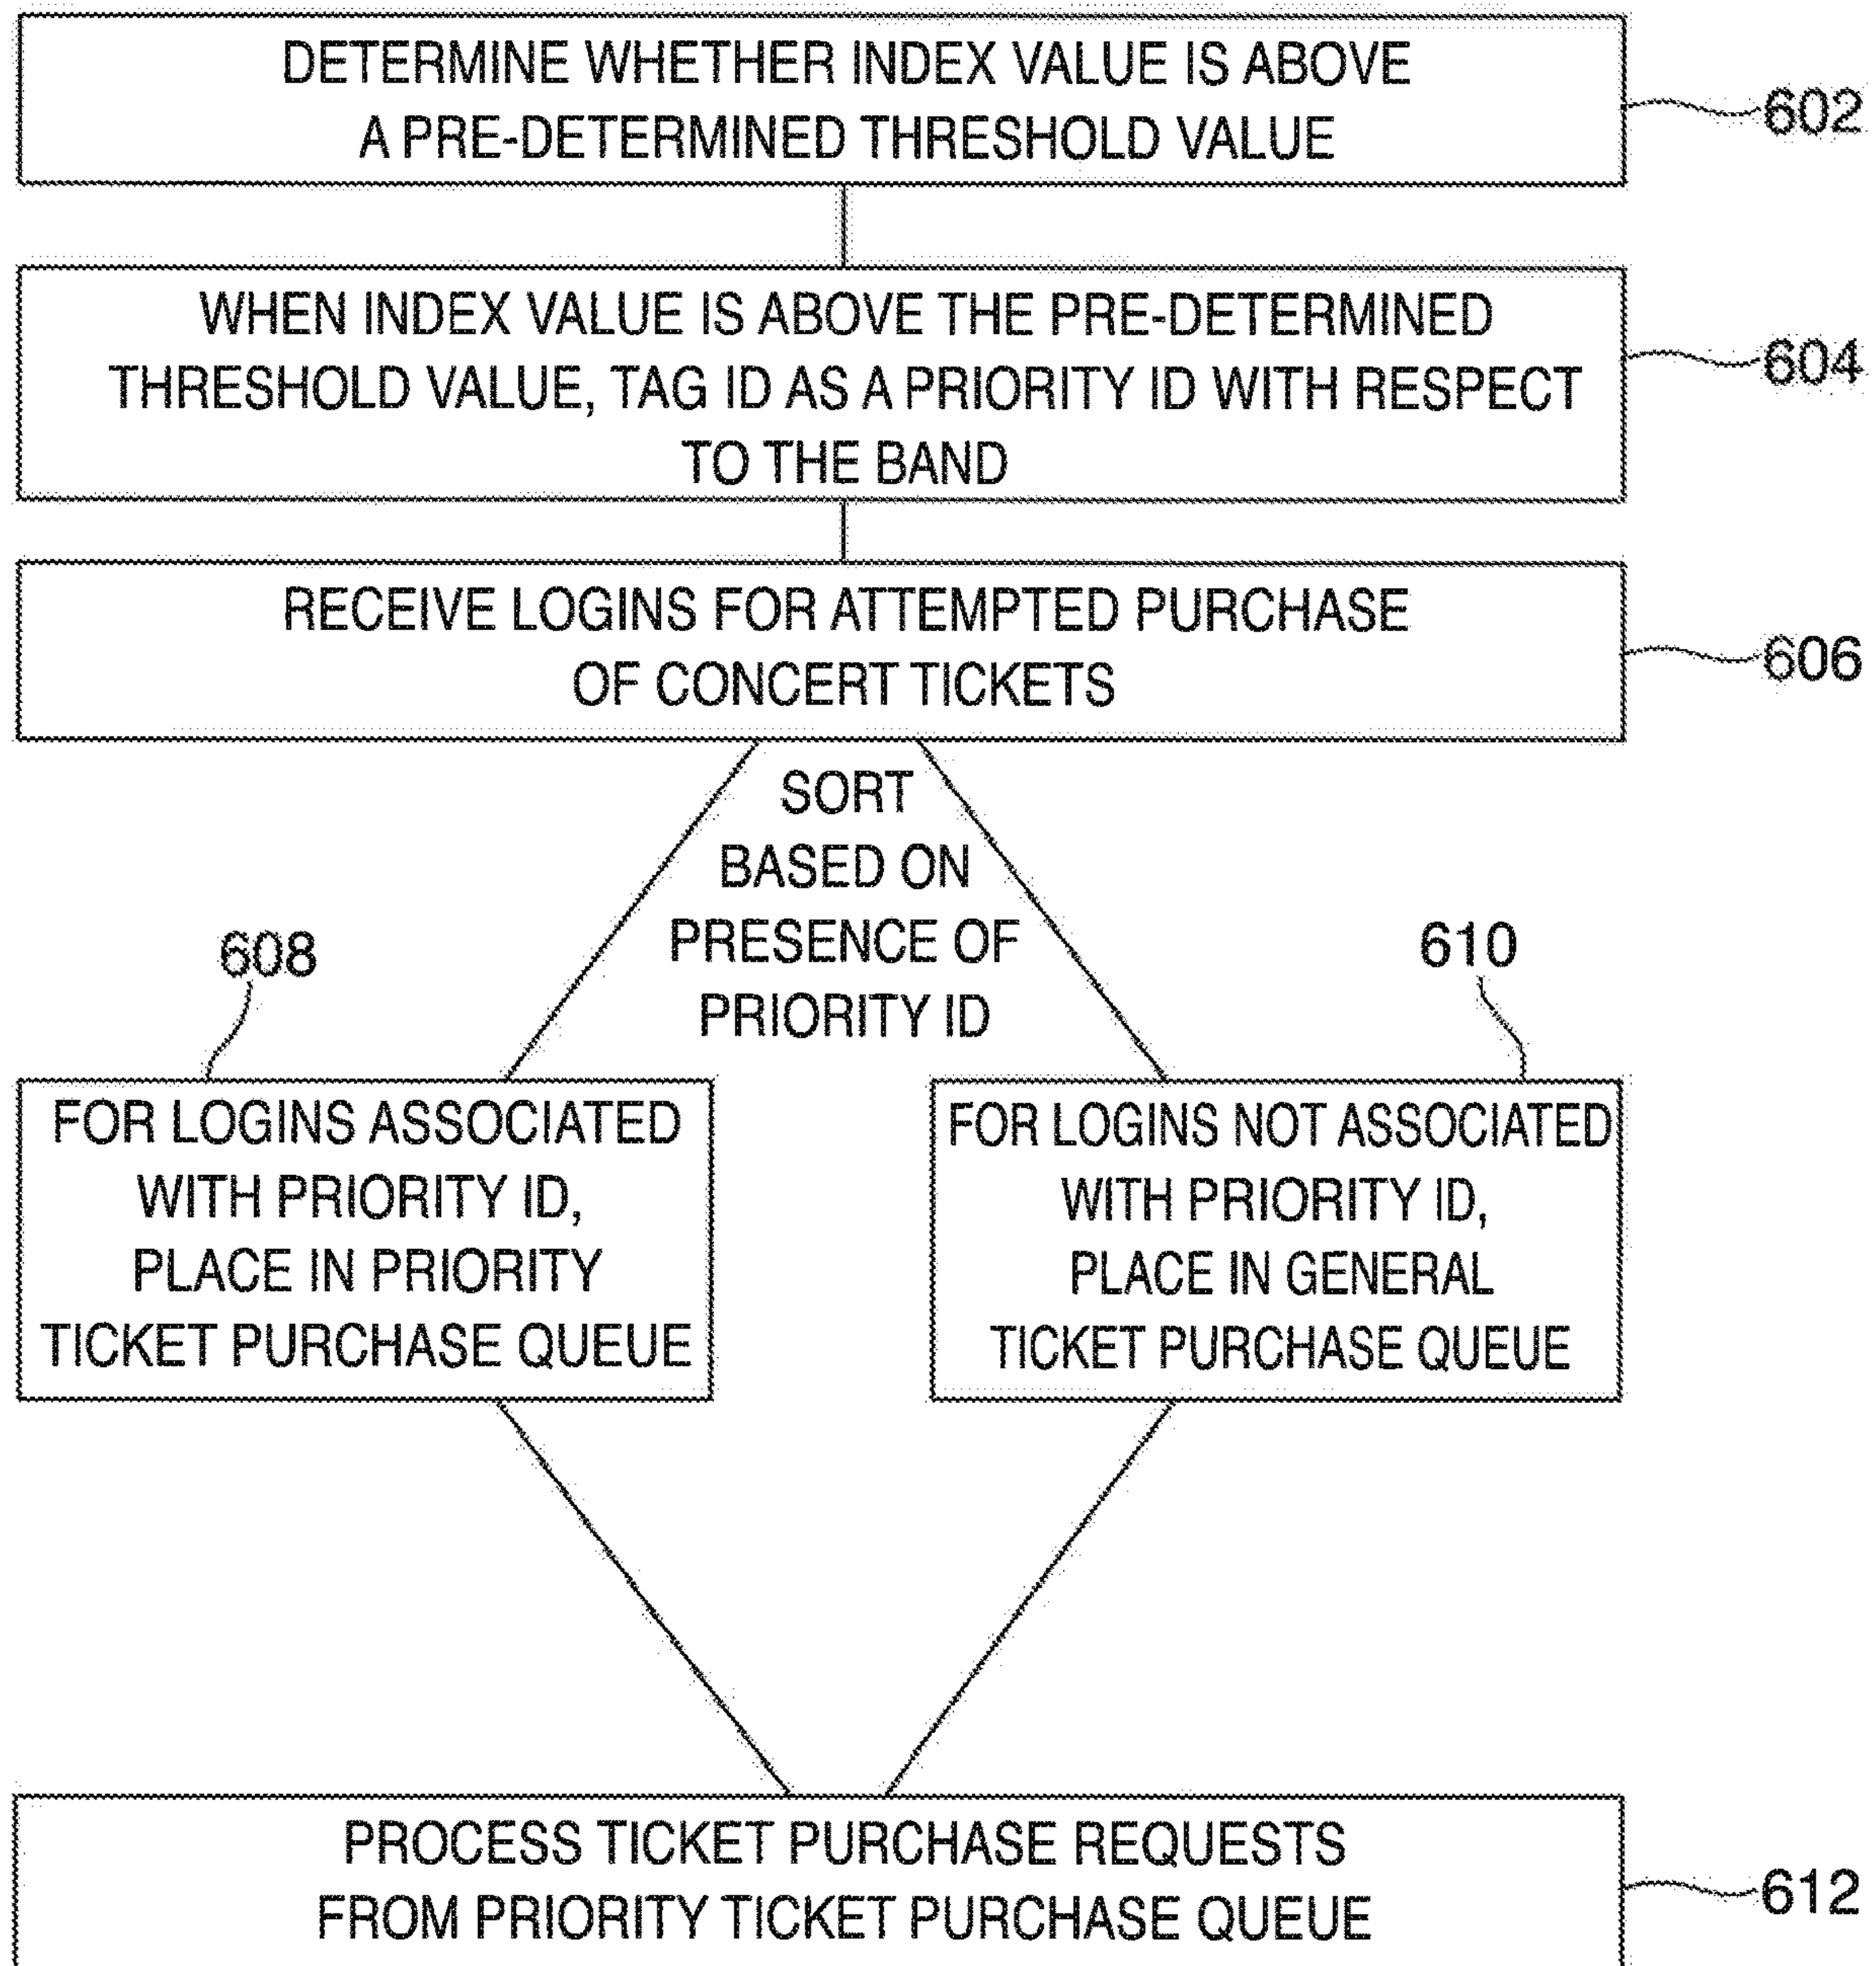 DETERMINE WHETHER INDEX VALUE IS ABOVE
A PRE-DETERMINED THRESHOLD VALUE
602
WHEN INDEX VALUE IS ABOVE THE PRE-DETERMINED
THRESHOLD VALUE, TAG ID AS A PRIORITY ID WITH RESPECT
TO THE BAND
604
RECEIVE LOGINS FOR ATTEMPTED PURCHASE
OF CONCERT TICKETS
606
SORT
BASED ON
PRESENCE OF
PRIORITY ID
608
FOR LOGINS ASSOCIATED
WITH PRIORITY ID,
PLACE IN PRIORITY
TICKET PURCHASE QUEUE
610
FOR LOGINS NOT ASSOCIATED
WITH PRIORITY ID,
PLACE IN GENERAL
TICKET PURCHASE QUEUE
PROCESS TICKET PURCHASE REQUESTS
FROM PRIORITY TICKET PURCHASE QUEUE
612